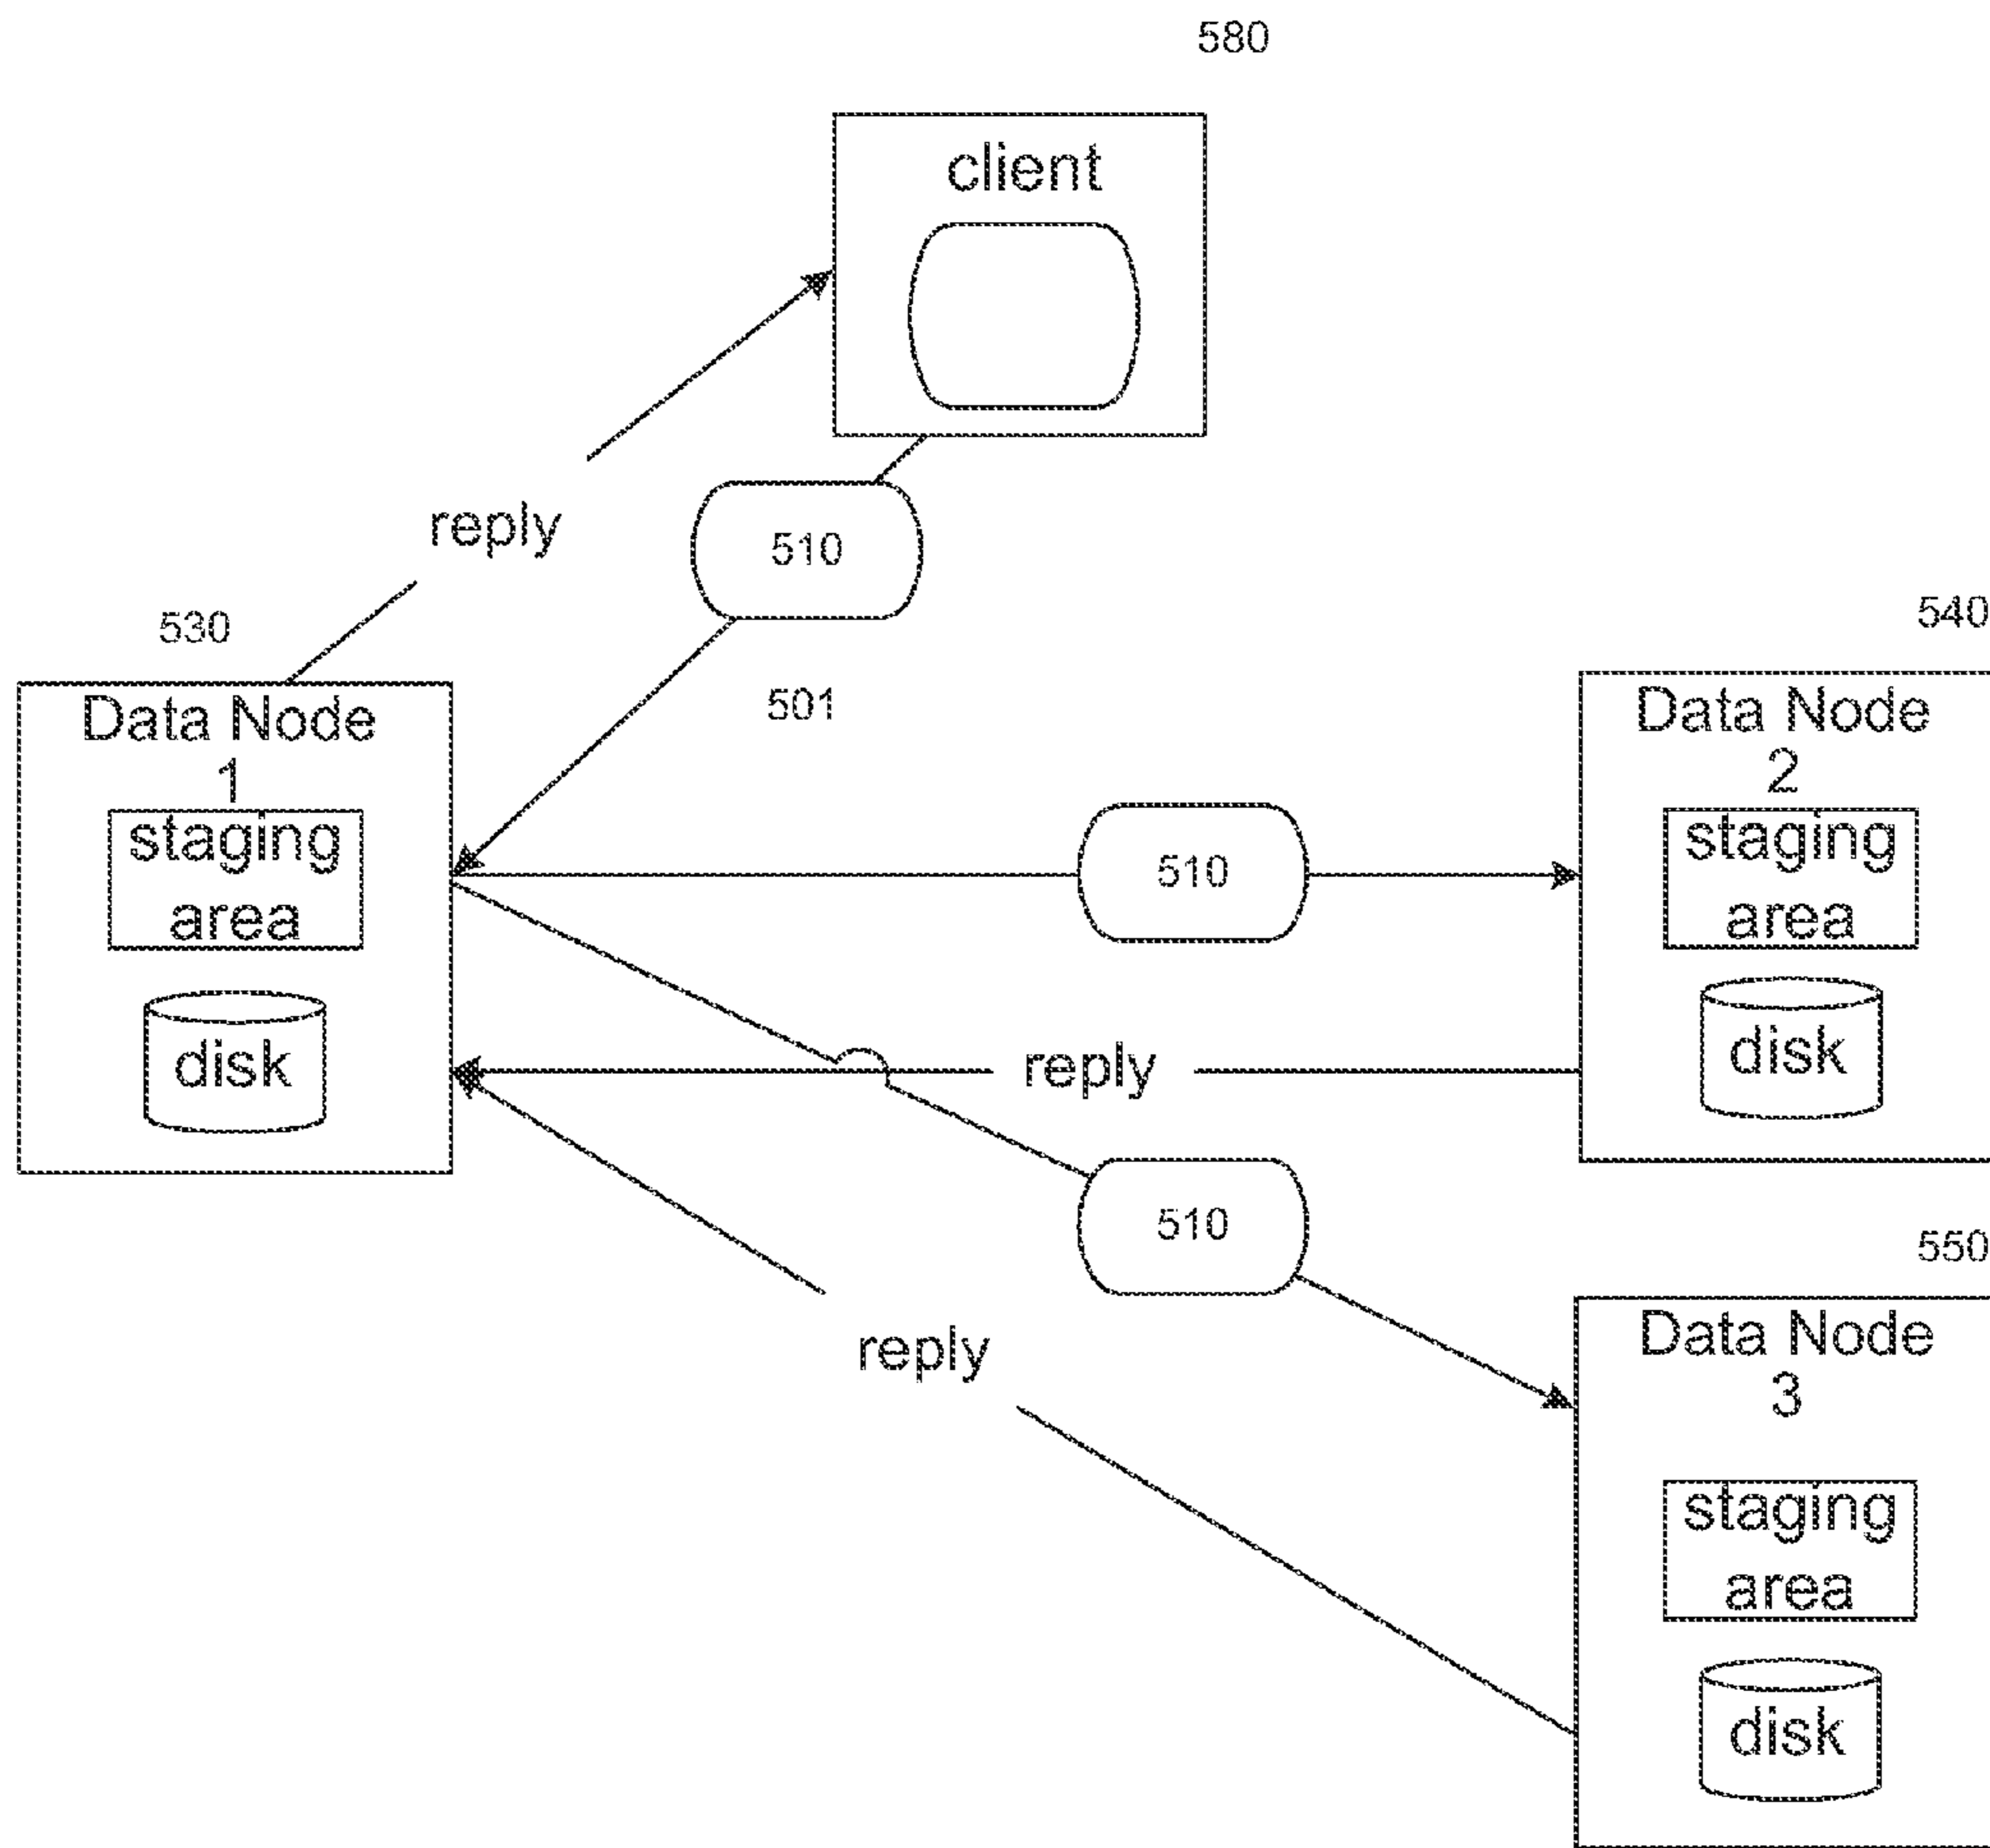 580
client
510
reply
530
501
540
Data Node
1
staging
area
disk
510
Data Node
2
staging
area
disk
reply
510
550
reply
Data Node
3
staging
area
disk